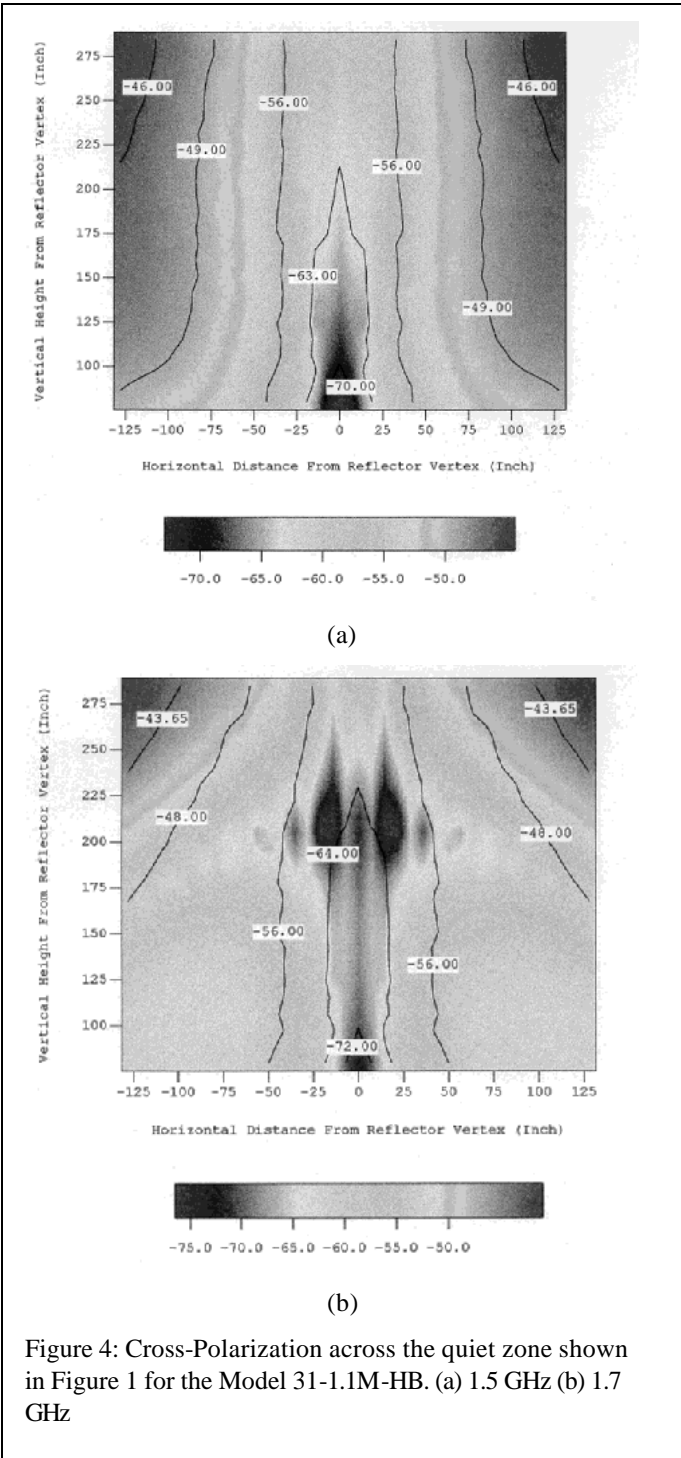 275
250
225
200
175
150
125
100
Vertical Height From Reflector Vertex (Inch)
-46.00
-46.00
-56.00
-49.00
-56.00
-63.00
-49.00
-70.00
-125 -100 -75 -50 -25 0 25 50 75 100 125
Horizontal Distance From Reflector Vertex (Inch)
-70.0 -65.0 -60.0 -55.0 -50.0
(a)
275
250
225
200
175
150
125
100
Vertical Height From Reflector Vertex (Inch)
-43.65
-43.65
-48.00
-48.00
-64.00
-56.00
-56.00
-72.00
-125 -100 -75 -50 -25 0 25 50 75 100 125
Horizontal Distance From Reflector Vertex (Inch)
-75.0 -70.0 -65.0 -60.0 -55.0 -50.0
(b)
Figure 4: Cross-Polarization across the quiet zone shown
in Figure 1 for the Model 31-1.1M-HB. (a) 1.5 GHz (b) 1.7
GHz